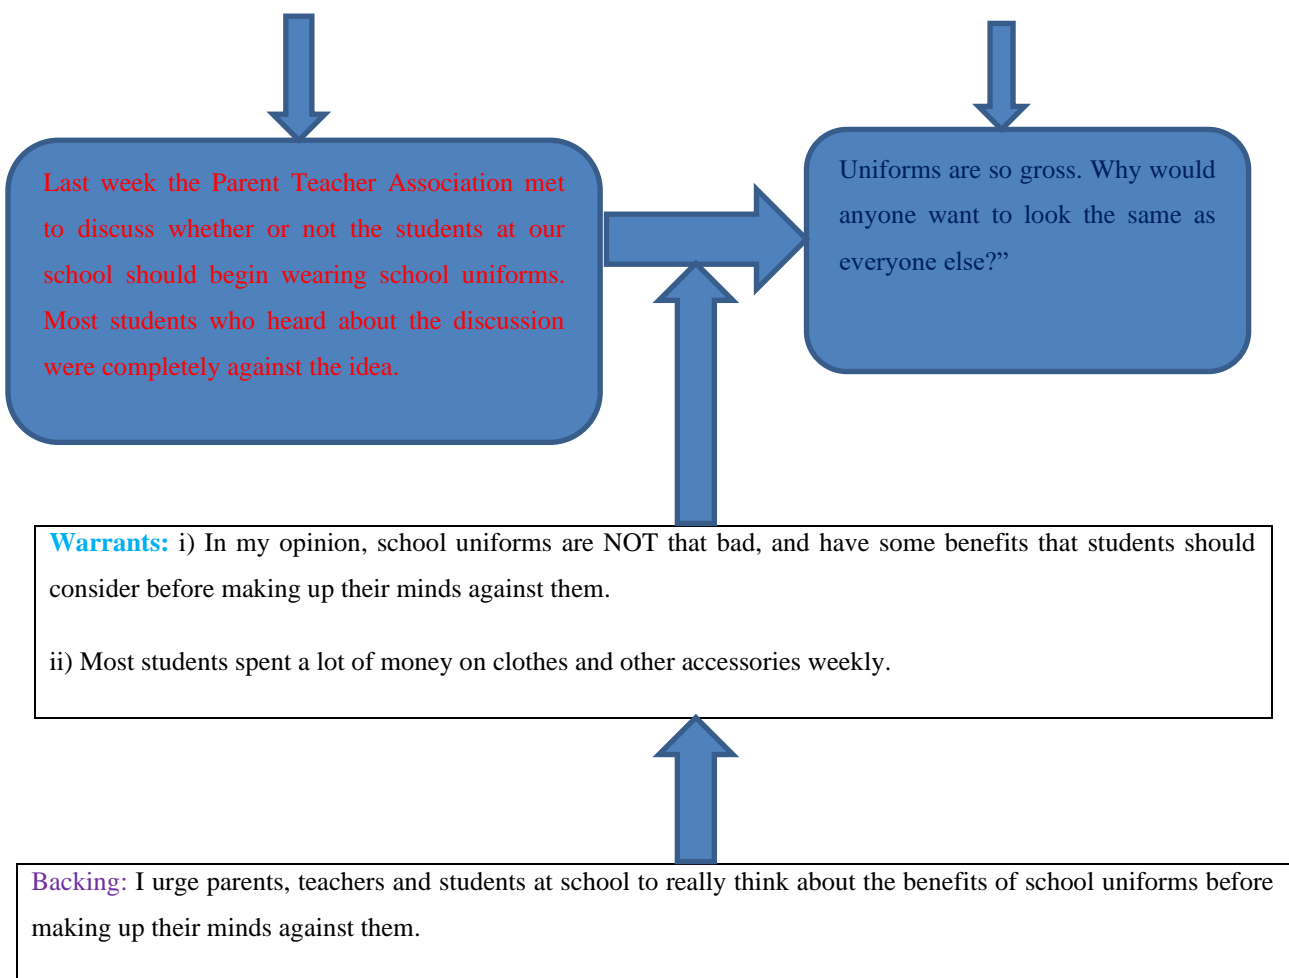 Last week the Parent Teacher Association met
to discuss whether or not the students at our
school should begin wearing school uniforms.
Most students who heard about the discussion
were completely against the idea.
Uniforms are so gross. Why would
anyone want to look the same as
everyone else?”
Warrants: i) In my opinion, school uniforms are NOT that bad, and have some benefits that students should
consider before making up their minds against them.
ii) Most students spent a lot of money on clothes and other accessories weekly.
Backing: I urge parents, teachers and students at school to really think about the benefits of school uniforms before
making up their minds against them.